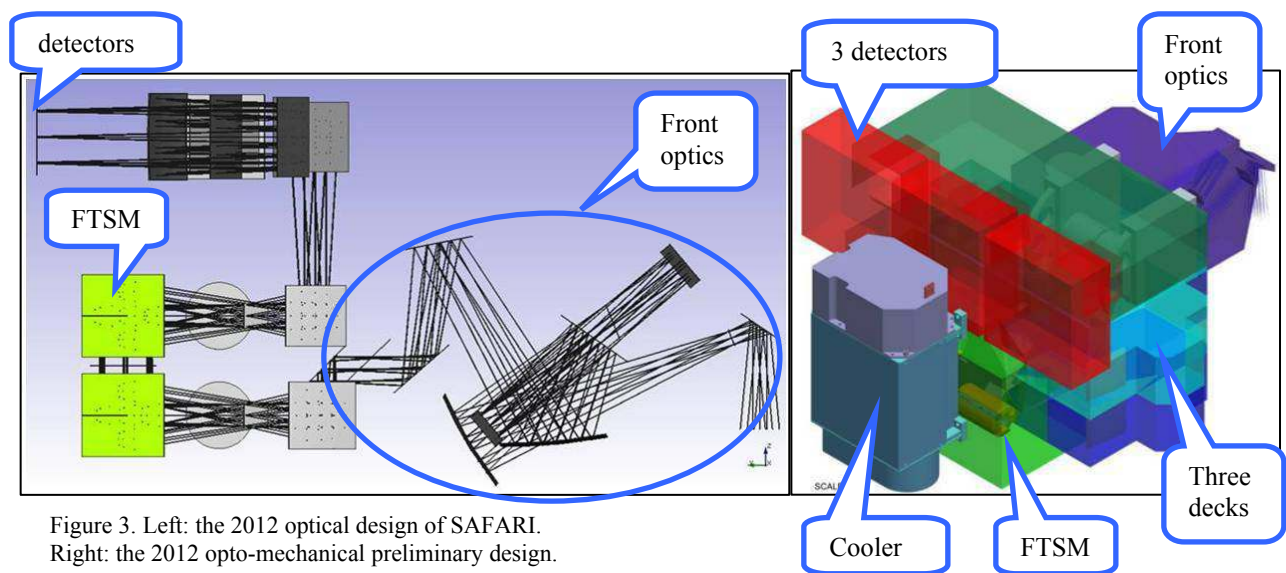 detectors
FTSM
Front
optics
3 detectors
Front
optics
SCAL
Three
decks
Cooler
FTSM
Figure 3. Left: the 2012 optical design of SAFARI.
Right: the 2012 opto-mechanical preliminary design.